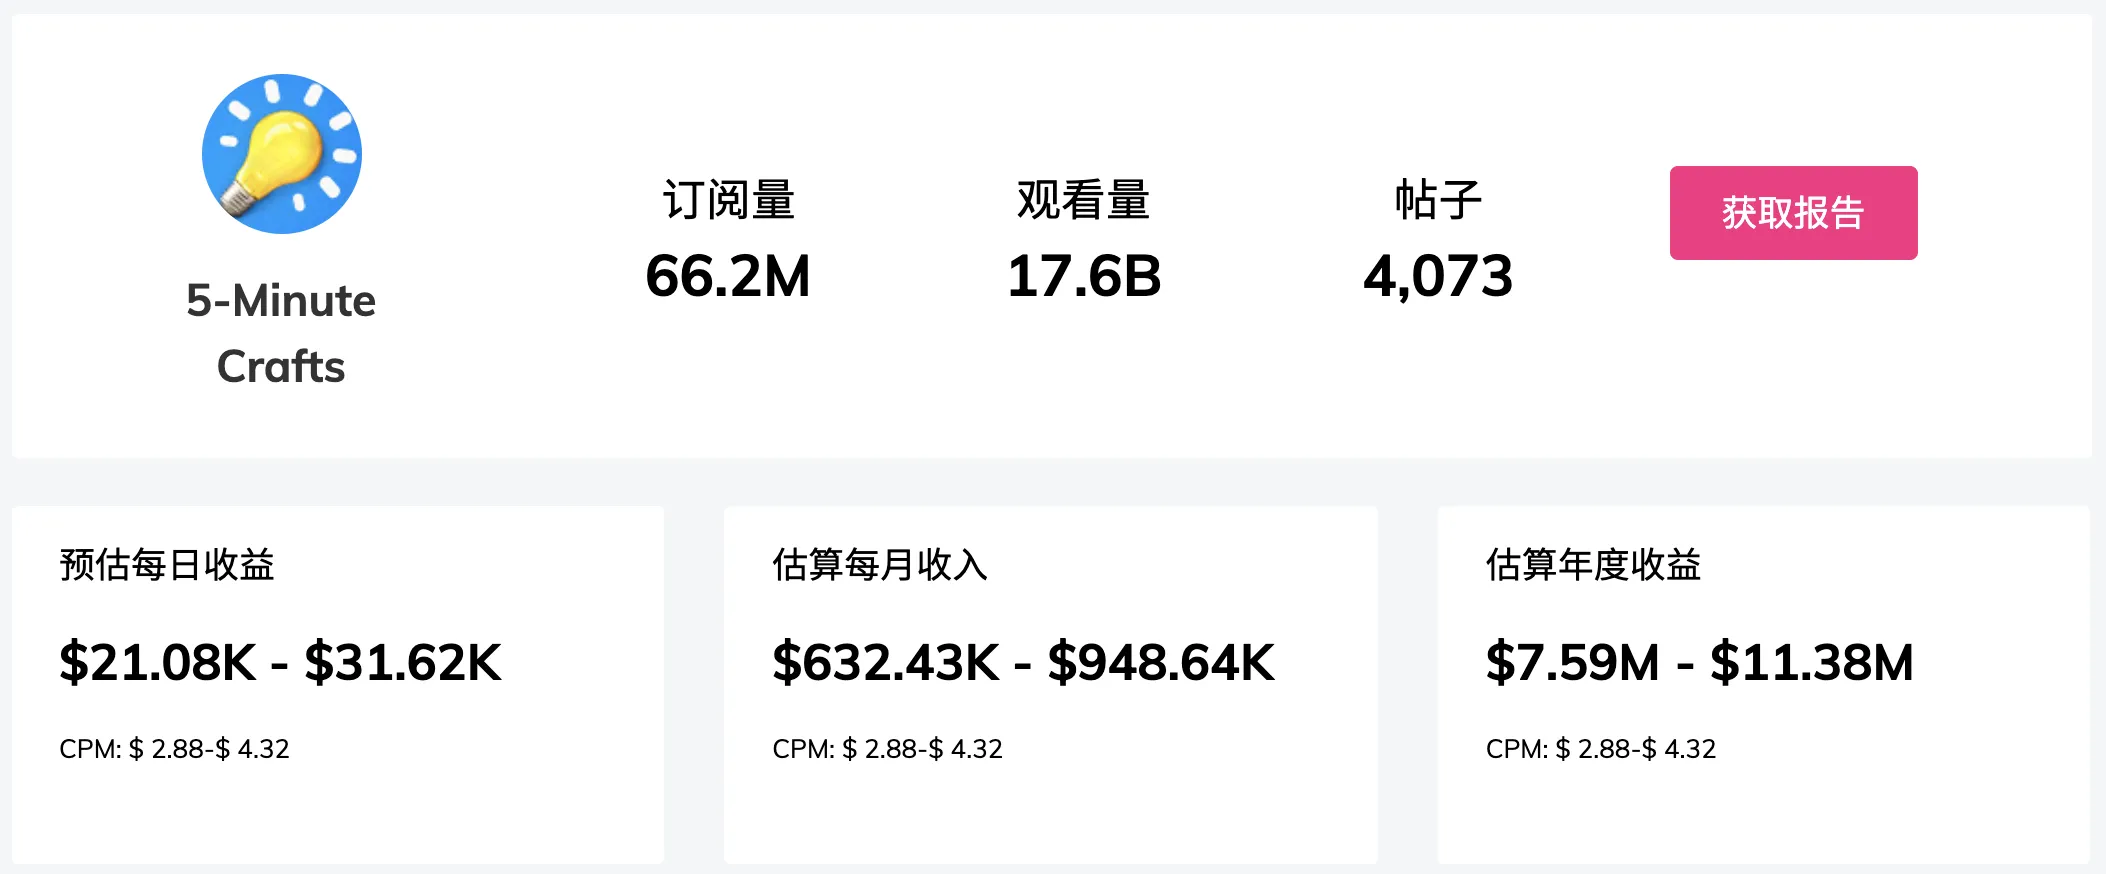 5-Minute
Crafts
订阅量
66.2M
观看量
17.6B
帖子
4,073
获取报告
预估每日收益
$21.08K - $31.62K
CPM: $ 2.88-$ 4.32
估算每月收入
$632.43K - $948.64K
CPM: $ 2.88-$ 4.32
估算年度收益
$7.59M - $11.38M
CPM: $ 2.88-$ 4.32